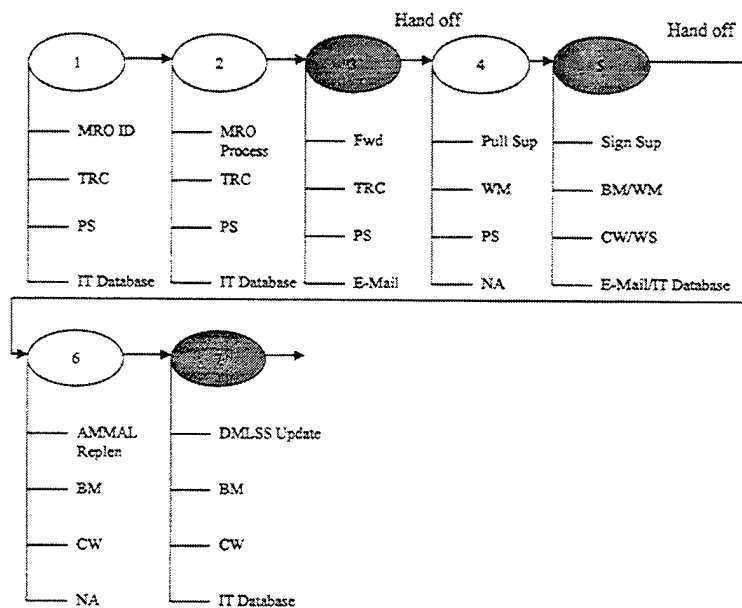 Hand off
Hand off
1
2
3
4
5
MRO ID
TRC
PS
IT Database
MRO
Process
TRC
PS
IT Database
Fwd
TRC
PS
E-Mail
Pull Sup
WM
PS
NA
Sign Sup
BM/WM
CW/WS
E-Mail/IT Database
6
7
AMMAL
Replen
BM
CW
NA
DMLSS Update
BM
CW
IT Database